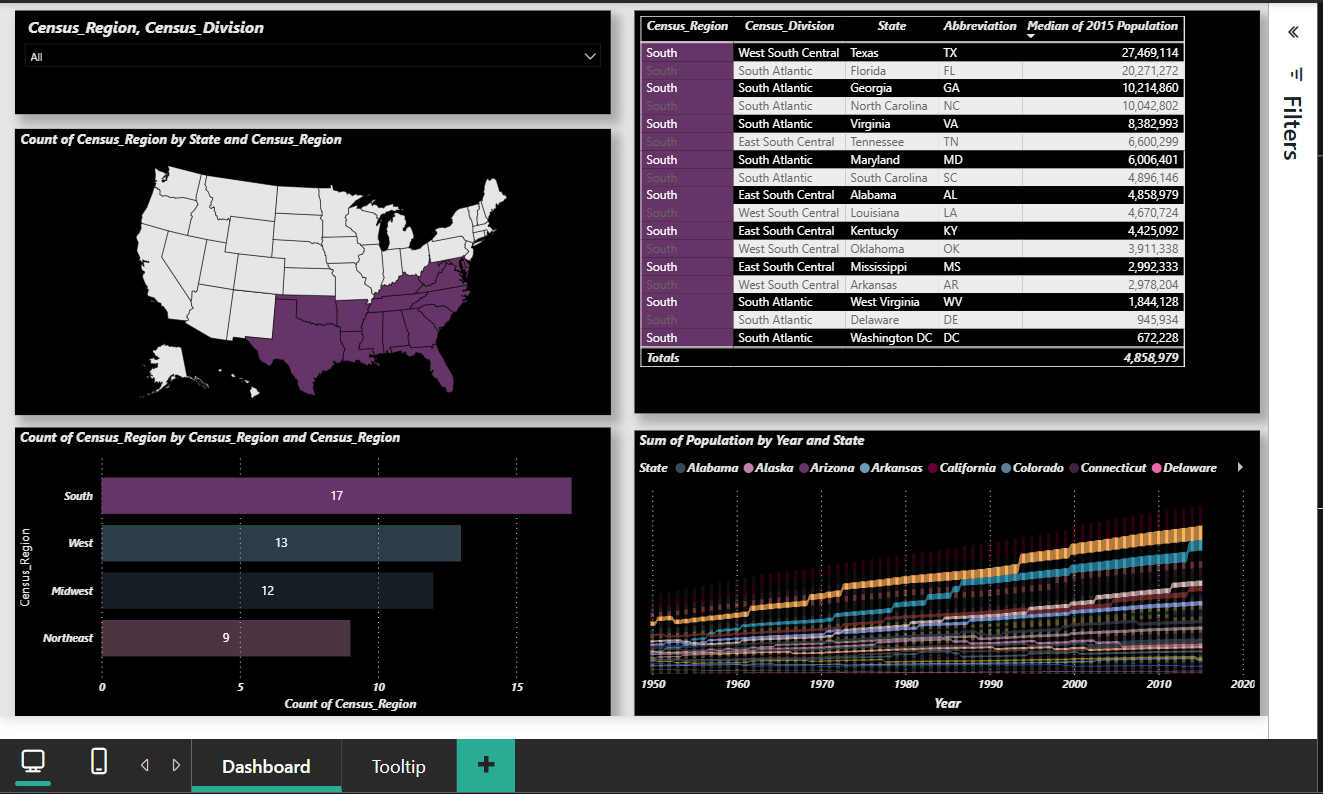 Census_Region, Census_Division
All
Count of Census_Region by State and Census_Region
Count of Census_Region by Census_Region and Census_Region
Census_Region
South 17
West 13
Midwest 12
Northeast 9
0 5 10 15
Count of Census_Region
Census_Region Census_Division State Abbreviation Median of 2015 Population
South West South Central Texas TX 27,469,114
South South Atlantic Florida FL 20,271,272
South South Atlantic Georgia GA 10,214,860
South South Atlantic North Carolina NC 10,042,802
South South Atlantic Virginia VA 8,382,993
South East South Central Tennessee TN 6,600,299
South South Atlantic Maryland MD 6,006,401
South South Atlantic South Carolina SC 4,896,146
South East South Central Alabama AL 4,858,979
South West South Central Louisiana LA 4,670,724
South East South Central Kentucky KY 4,425,092
South West South Central Oklahoma OK 3,911,338
South East South Central Mississippi MS 2,992,333
South West South Central Arkansas AR 2,978,204
South South Atlantic West Virginia WV 1,844,128
South South Atlantic Delaware DE 945,934
South South Atlantic Washington DC DC 672,228
Totals 4,858,979
Sum of Population by Year and State
State Alabama Alaska Arizona Arkansas California Colorado Connecticut Delaware
1950 1960 1970 1980 1990 2000 2010 2020
Year
Filters
Dashboard Tooltip +